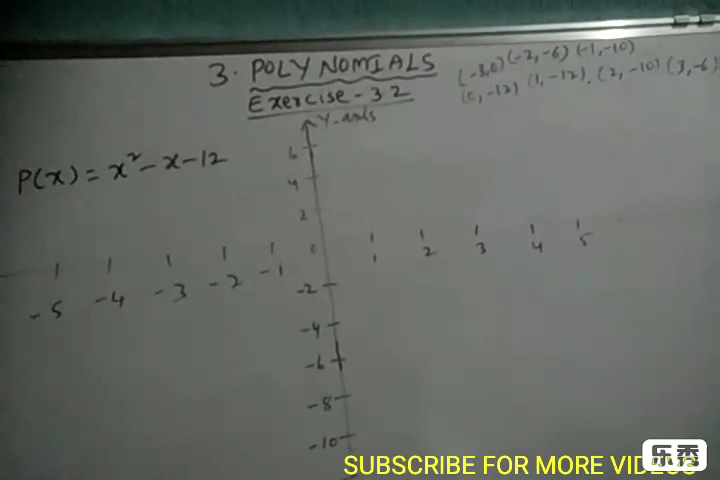 3. POLYNOMIALS
Exercise-3.2
(-3,0) (-2,-6) (-1,-10)
(0,-12) (1,-12). (2,-10) (3,-6)
P(x) = x² - x - 12
Y-axis
6
4
2
0
-5 -4 -3 -2 -1 1 2 3 4 5
-2
-4
-6
-8
-10
SUBSCRIBE FOR MORE VIDEOS
乐秀